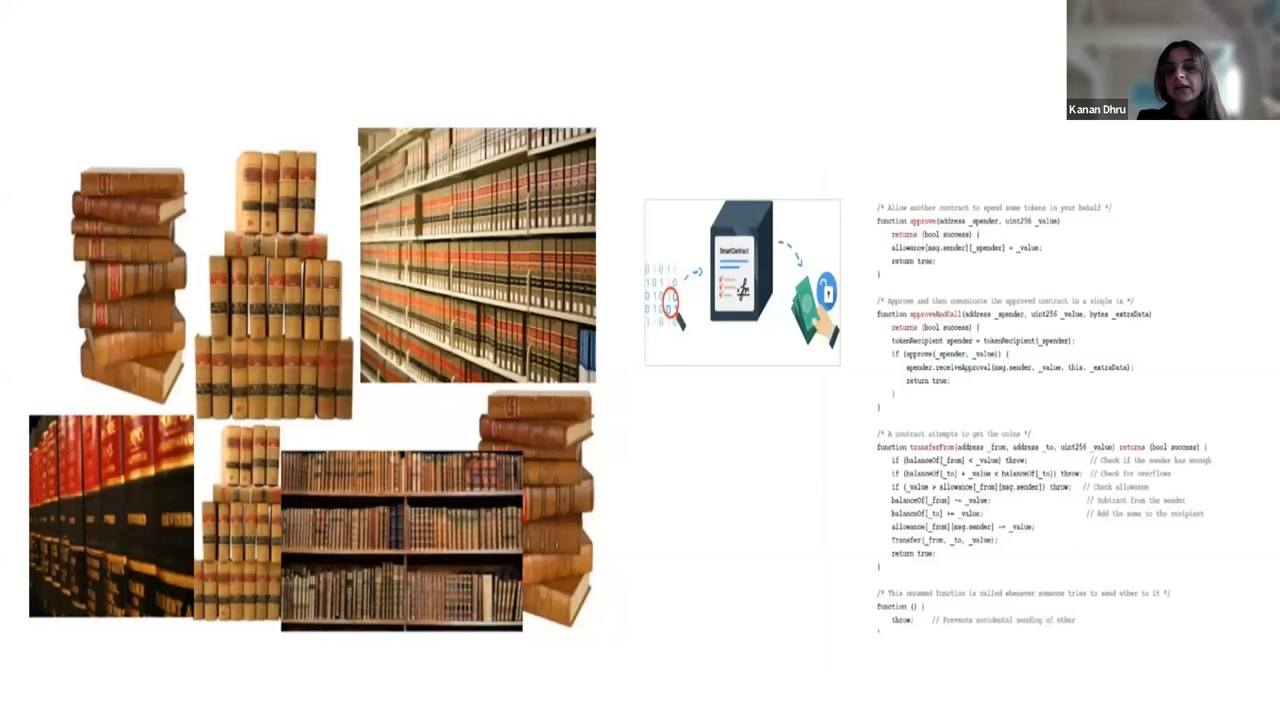 Kanan Dhru
SmartContract
/* Allow another contract to spend some tokens in your behalf */
function approve(address _spender, uint256 _value)
returns (bool success) {
allowance[msg.sender][_spender] = _value;
return true;
}
/* Approve and then comminate the approved contract in a single tx */
function approveAndCall(address _spender, uint256 _value, bytes _extraData)
returns (bool success) {
tokenRecipient spender = tokenRecipient(_spender);
if (approve(_spender, _value)) {
spender.receiveApproval(msg.sender, _value, this, _extraData);
return true;
}
}
/* A contract attempts to get the coins */
function transferFrom(address _from, address _to, uint256 _value) returns (bool success) {
if (balanceOf[_from] < _value) throw; // Check if the sender has enough
if (balanceOf[_to] + _value < balanceOf[_to]) throw; // Check for overflows
if (_value > allowance[_from][msg.sender]) throw; // Check allowance
balanceOf[_from] -= _value; // Subtract from the sender
balanceOf[_to] += _value; // Add the same to the recipient
allowance[_from][msg.sender] -= _value;
Transfer(_from, _to, _value);
return true;
}
/* This unnamed function is called whenever someone tries to send ether to it */
function () {
throw; // Prevents accidental sending of ether